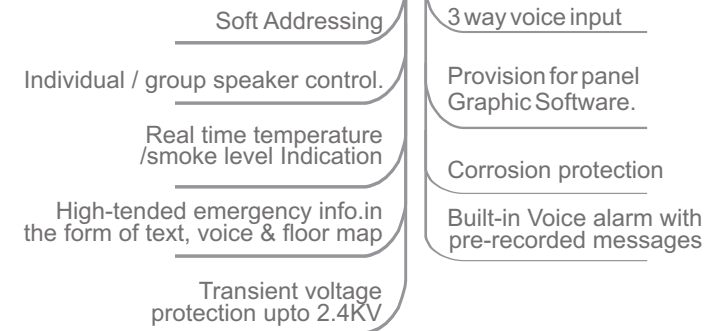 Soft Addressing
Individual / group speaker control.
Real time temperature
/smoke level Indication
High-tended emergency info.in
the form of text, voice & floor map
Transient voltage
protection upto 2.4KV
3 way voice input
Provision for panel
Graphic Software.
Corrosion protection
Built-in Voice alarm with
pre-recorded messages